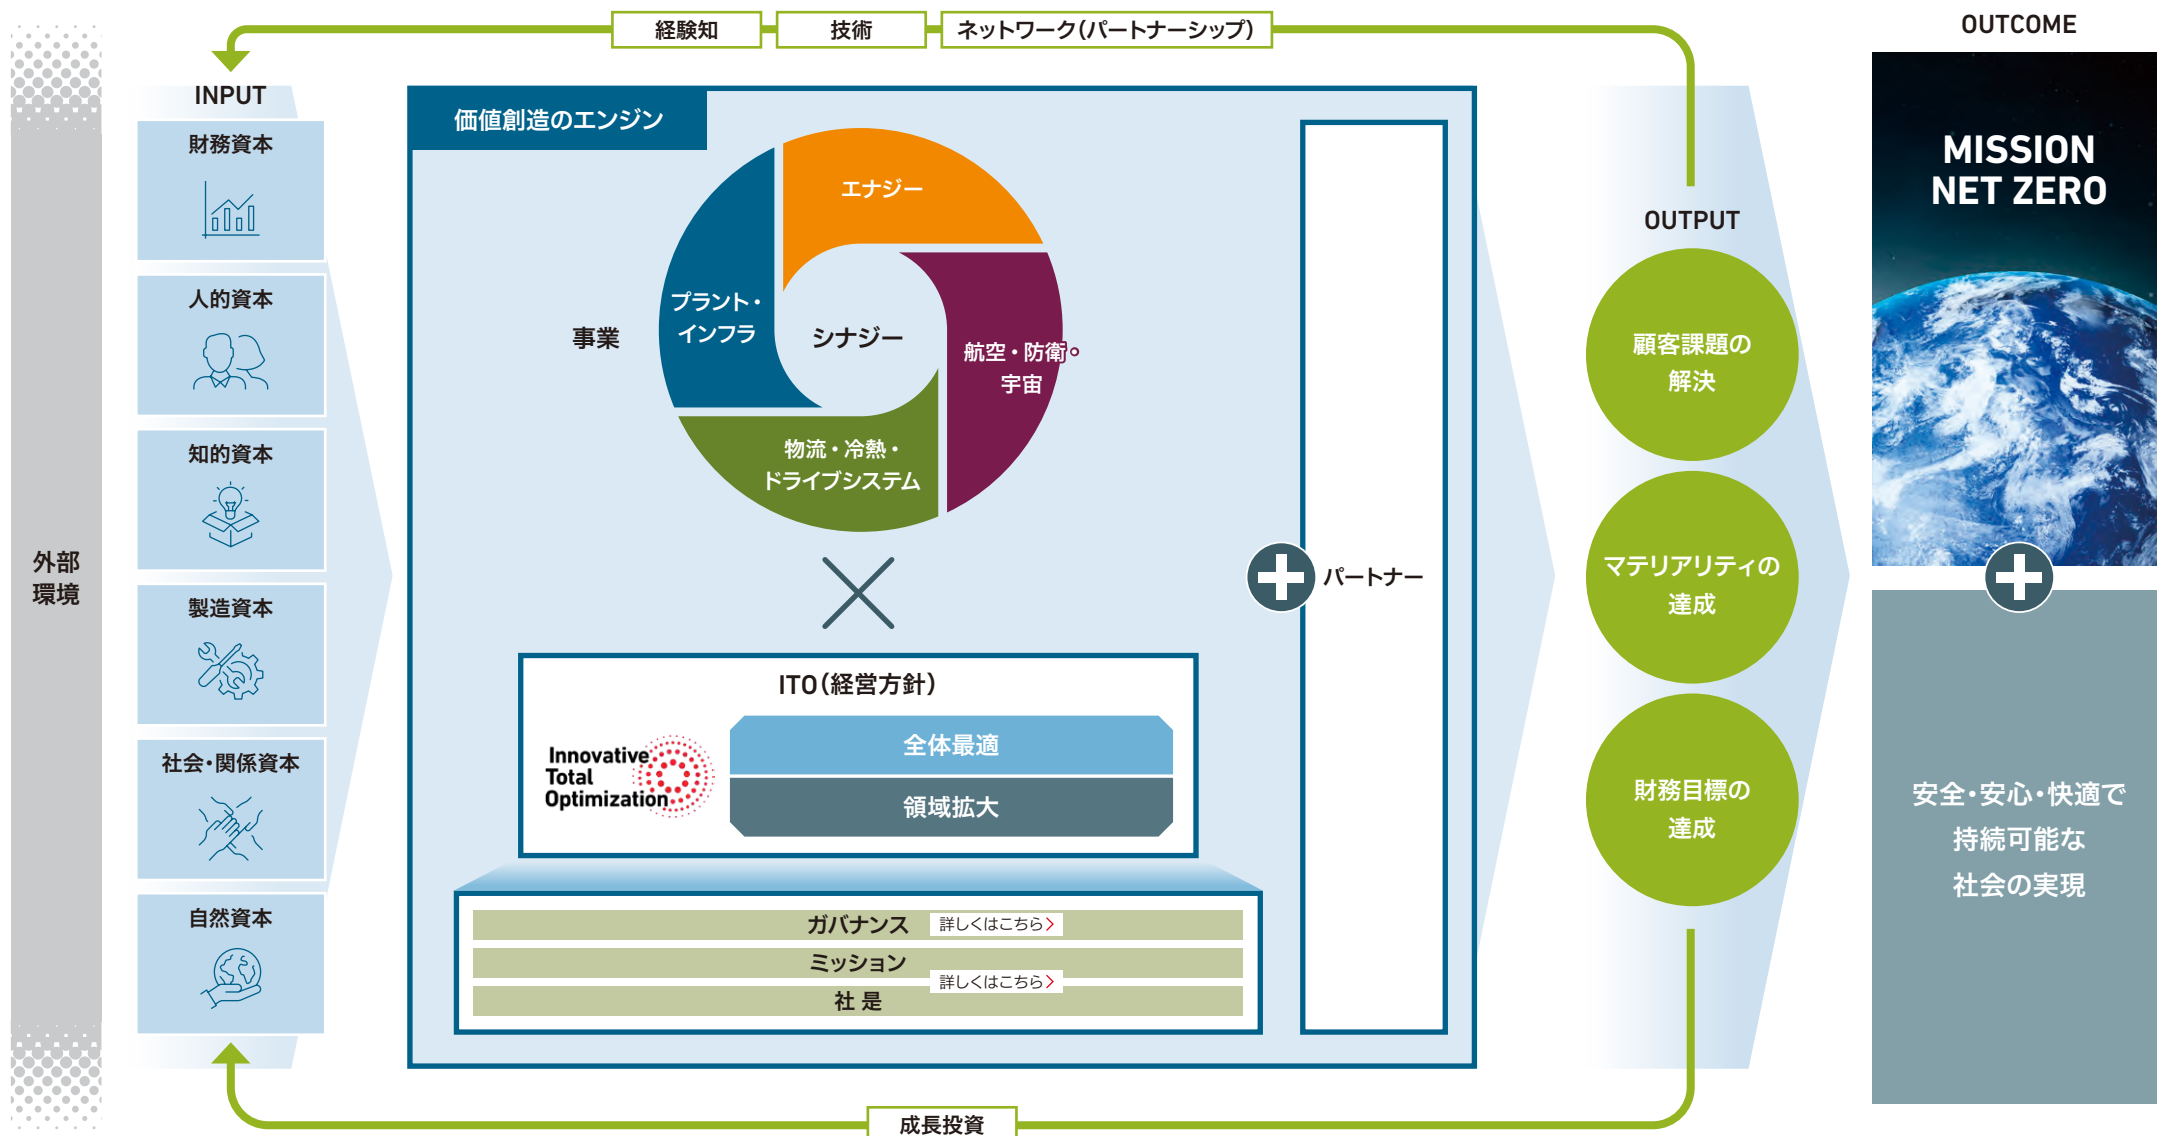 経験知
技術
ネットワーク(パートナーシップ)
外部
環境
INPUT
財務資本
人的資本
知的資本
製造資本
社会・関係資本
自然資本
価値創造のエンジン
事業
エナジー
プラント・
インフラ
シナジー
航空・防衛・
宇宙
物流・冷熱・
ドライブシステム
ITO(経営方針)
Innovative
Total
Optimization
全体最適
領域拡大
ガバナンス 詳しくはこちら>
ミッション
詳しくはこちら>
社 是
パートナー
OUTPUT
顧客課題の
解決
マテリアリティの
達成
財務目標の
達成
成長投資
OUTCOME
MISSION
NET ZERO
安全・安心・快適で
持続可能な
社会の実現